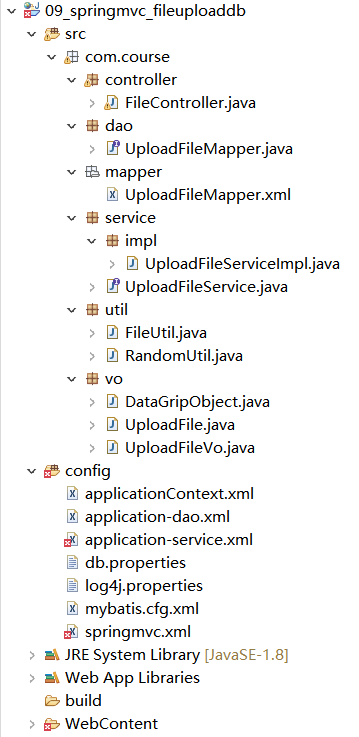 09_springmvc_fileuploaddb
src
com.course
controller
FileController.java
dao
UploadFileMapper.java
mapper
UploadFileMapper.xml
service
impl
UploadFileServiceImpl.java
UploadFileService.java
util
FileUtil.java
RandomUtil.java
vo
DataGripObject.java
UploadFile.java
UploadFileVo.java
config
applicationContext.xml
application-dao.xml
application-service.xml
db.properties
log4j.properties
mybatis.cfg.xml
springmvc.xml
JRE System Library [JavaSE-1.8]
Web App Libraries
build
WebContent